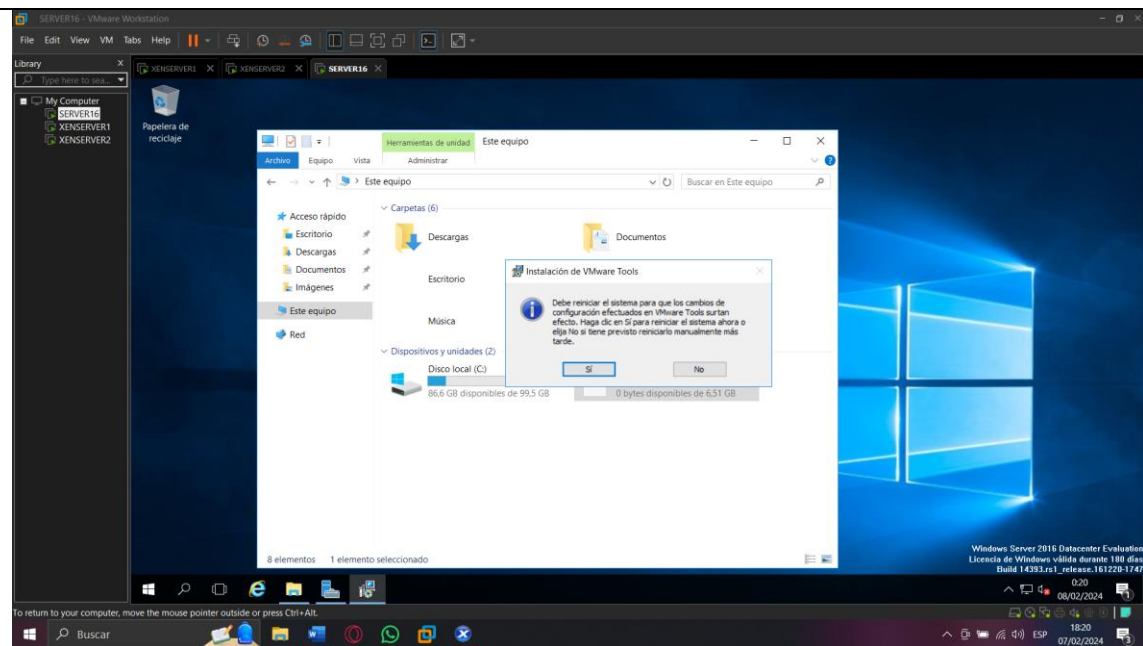 SERVER16 - VMware Workstation
File Edit View VM Tabs Help
Library X
Type here to sea...
My Computer
SERVER16
XENSERVER1
XENSERVER2
XENSERVER1 X XENSERVER2 X SERVER16 X
Papelera de
reciclaje
Herramientas de unidad Este equipo
Archivo Equipo Vista Administrar
Este equipo
Buscar en Este equipo
Acceso rápido
Escritorio
Descargas
Documentos
Imágenes
Este equipo
Red
Carpetas (6)
Descargas Documentos
Escritorio
Música
Dispositivos y unidades (2)
Disco local (C:)
86,6 GB disponibles de 99,5 GB 0 bytes disponibles de 6,51 GB
Instalación de VMware Tools
Debe reiniciar el sistema para que los cambios de
configuración efectuados en VMware Tools surtan
efecto. Haga clic en Sí para reiniciar el sistema ahora o
elija No si tiene previsto reiniciarlo manualmente más
tarde.
Sí No
8 elementos 1 elemento seleccionado
Windows Server 2016 Datacenter Evaluation
Licencia de Windows válida durante 180 días
Build 14393.rs1_release.161220-1747
0:20
08/02/2024
To return to your computer, move the mouse pointer outside or press Ctrl+Alt.
Buscar
ESP
18:20
07/02/2024